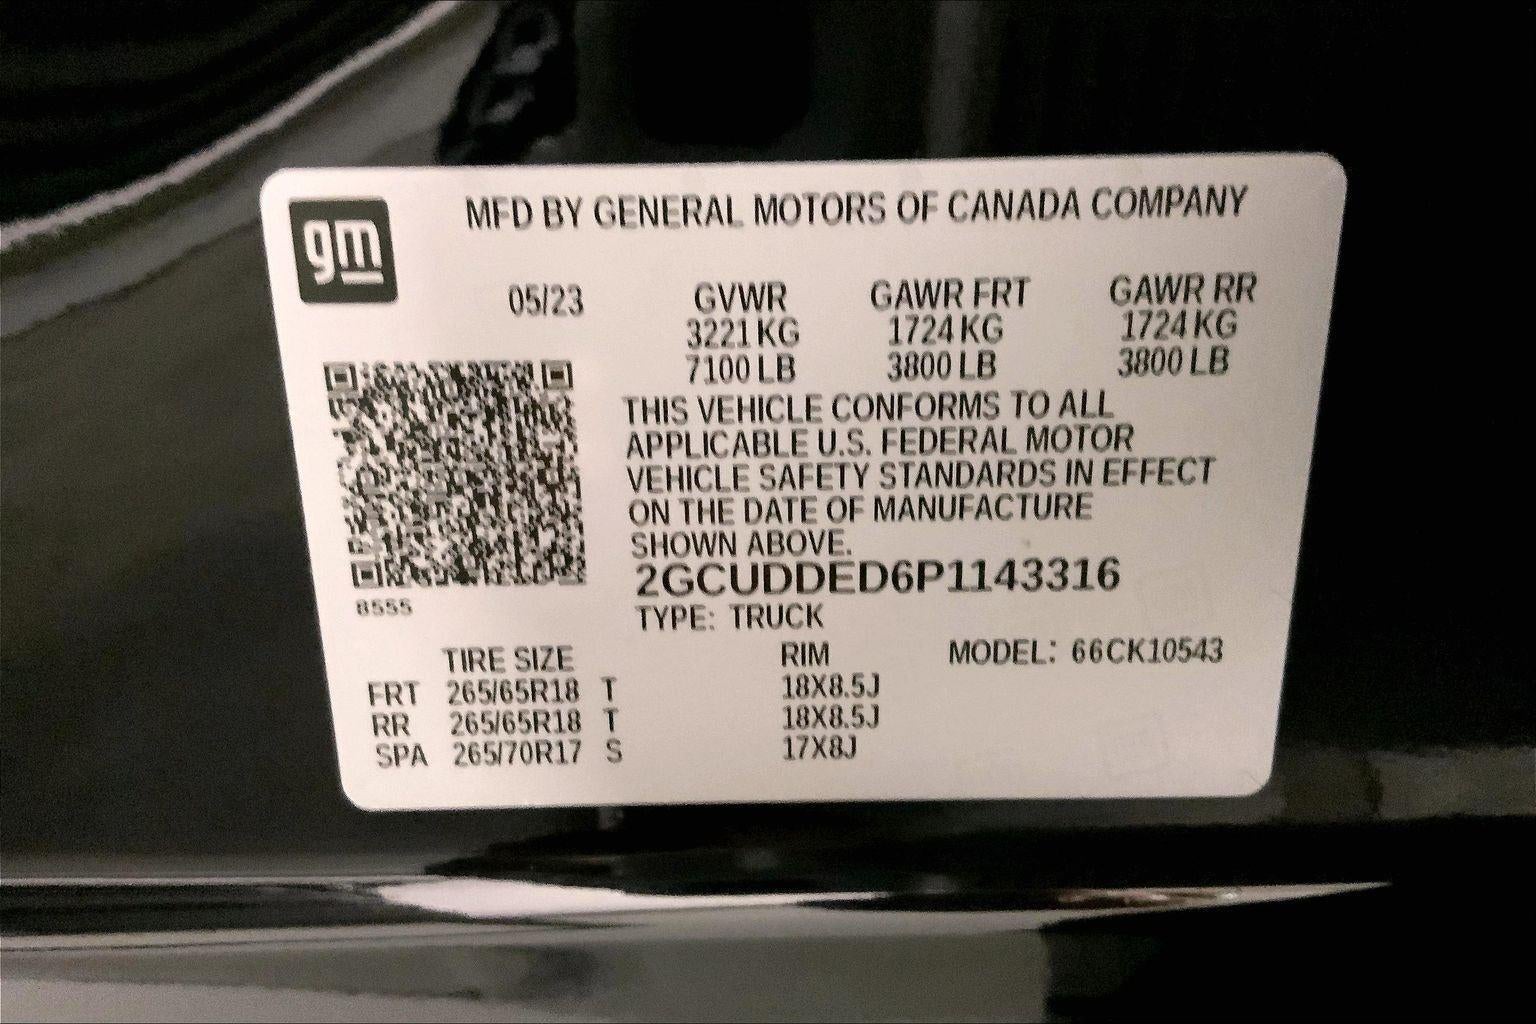 gm
MFD BY GENERAL MOTORS OF CANADA COMPANY
05/23 GVWR GAWR FRT GAWR RR
3221 KG 1724 KG 1724 KG
7100 LB 3800 LB 3800 LB
THIS VEHICLE CONFORMS TO ALL
APPLICABLE U.S. FEDERAL MOTOR
VEHICLE SAFETY STANDARDS IN EFFECT
ON THE DATE OF MANUFACTURE
SHOWN ABOVE.
2GCUDDED6P1143316
8555
TYPE: TRUCK
TIRE SIZE RIM MODEL: 66CK10543
FRT 265/65R18 T 18X8.5J
RR 265/65R18 T 18X8.5J
SPA 265/70R17 S 17X8J